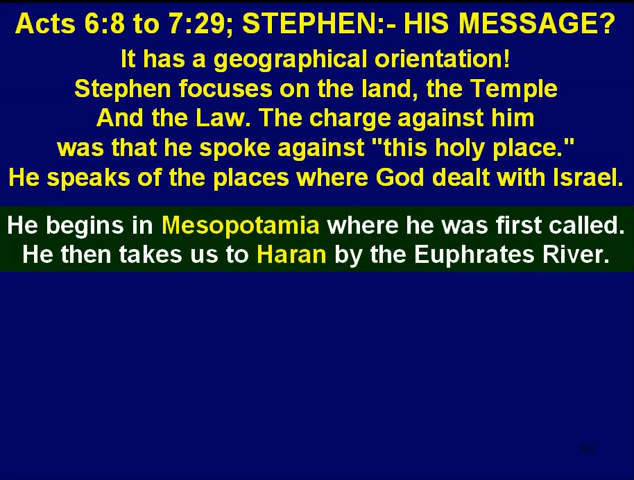 Acts 6:8 to 7:29; STEPHEN:- HIS MESSAGE?
It has a geographical orientation!
Stephen focuses on the land, the Temple
And the Law. The charge against him
was that he spoke against "this holy place."
He speaks of the places where God dealt with Israel.
He begins in Mesopotamia where he was first called.
He then takes us to Haran by the Euphrates River.